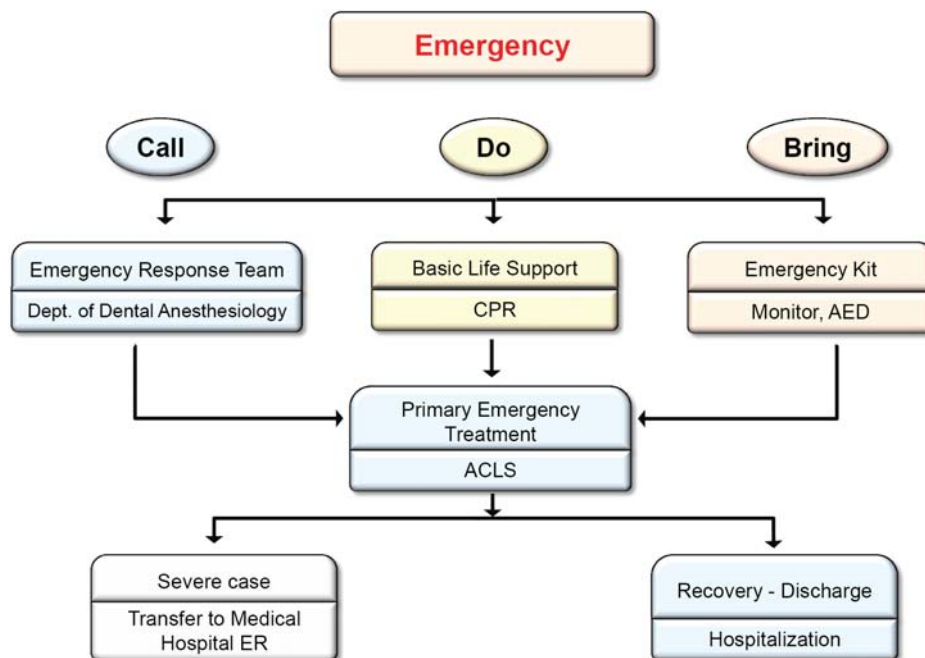 Emergency
Call
Do
Bring
Emergency Response Team
Dept. of Dental Anesthesiology
Basic Life Support
CPR
Emergency Kit
Monitor, AED
Primary Emergency
Treatment
ACLS
Severe case
Transfer to Medical
Hospital ER
Recovery - Discharge
Hospitalization